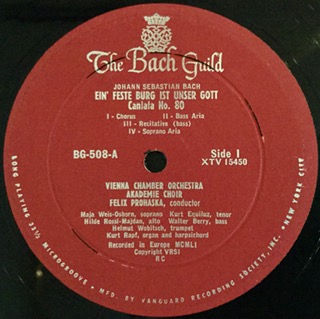 The Bach Guild
JOHANN SEBASTIAN BACH
EIN' FESTE BURG IST UNSER GOTT
Cantata No. 80
I - Chorus II - Bass Aria
III - Recitative (bass)
IV - Soprano Aria
BG-508-A
Side I
XTV 15450
VIENNA CHAMBER ORCHESTRA
AKADEMIE CHOIR
FELIX PROHASKA, conductor
Maja Weis-Osborn, soprano Kurt Equiluz, tenor
Hilde Rossl-Majdan, alto Walter Berry, bass
Helmut Wobitsch, trumpet
Kurt Rapf, organ and harpsichord
Recorded in Europe MCMLI
Copyright VRSI
RC
LONG PLAYING 33⅓ MICROGROOVE • MFD. BY VANGUARD RECORDING SOCIETY, INC. • NEW YORK CITY